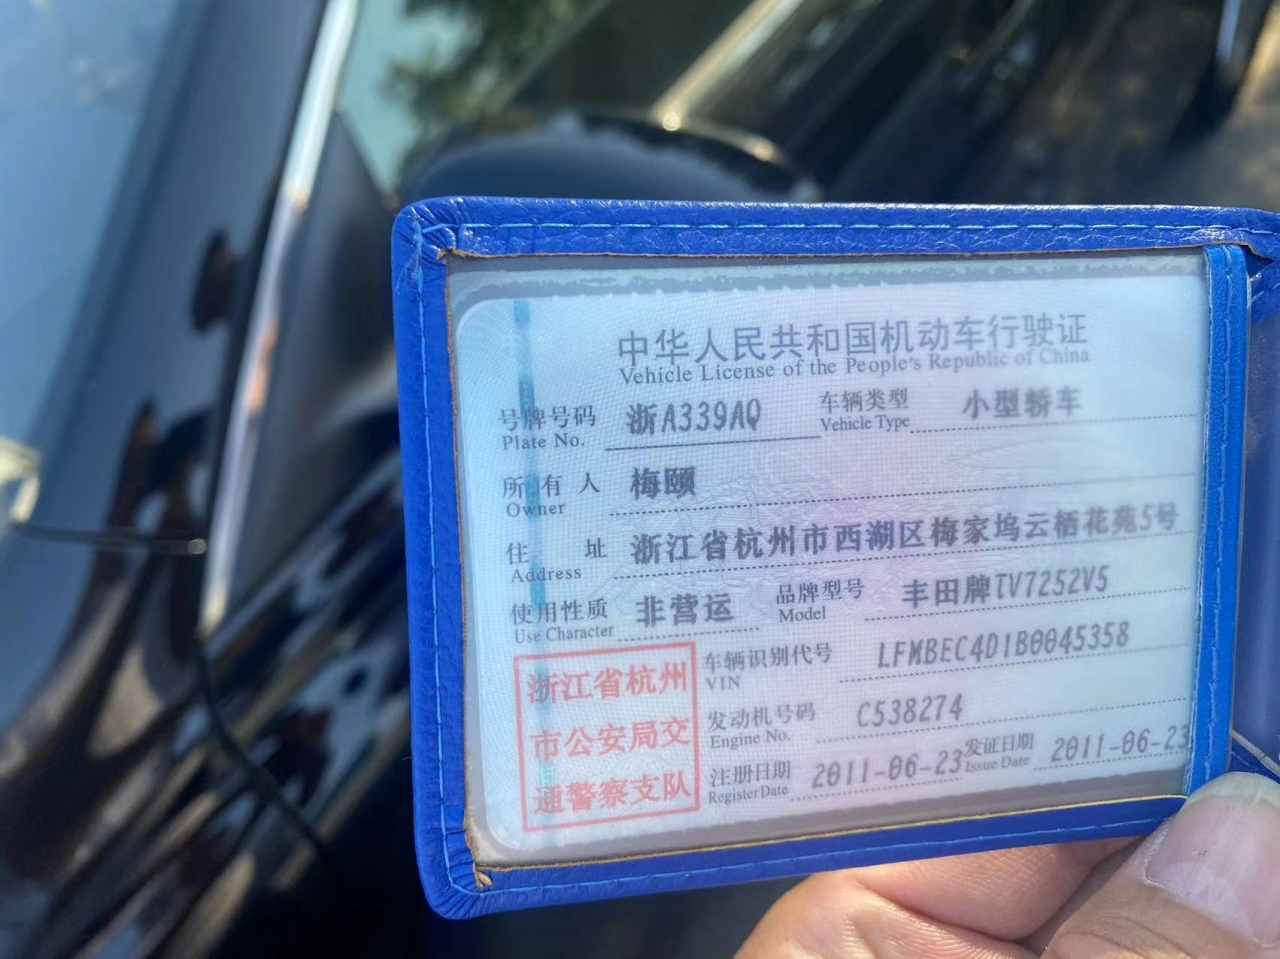 中华人民共和国机动车行驶证
Vehicle License of the People's Republic of China
号牌号码 浙A339AQ 车辆类型 小型轿车
Plate No. Vehicle Type
所有人 梅颐
Owner
住址 浙江省杭州市西湖区梅家坞云栖花苑5号
Address
使用性质 非营运 品牌型号 丰田牌TV7252V5
Use Character Model
浙江省杭州
市公安局交
通警察支队
车辆识别代号 LFMBEC4D1B0045358
VIN
发动机号码 C538274
Engine No.
注册日期 2011-06-23 发证日期 2011-06-23
Register Date Issue Date